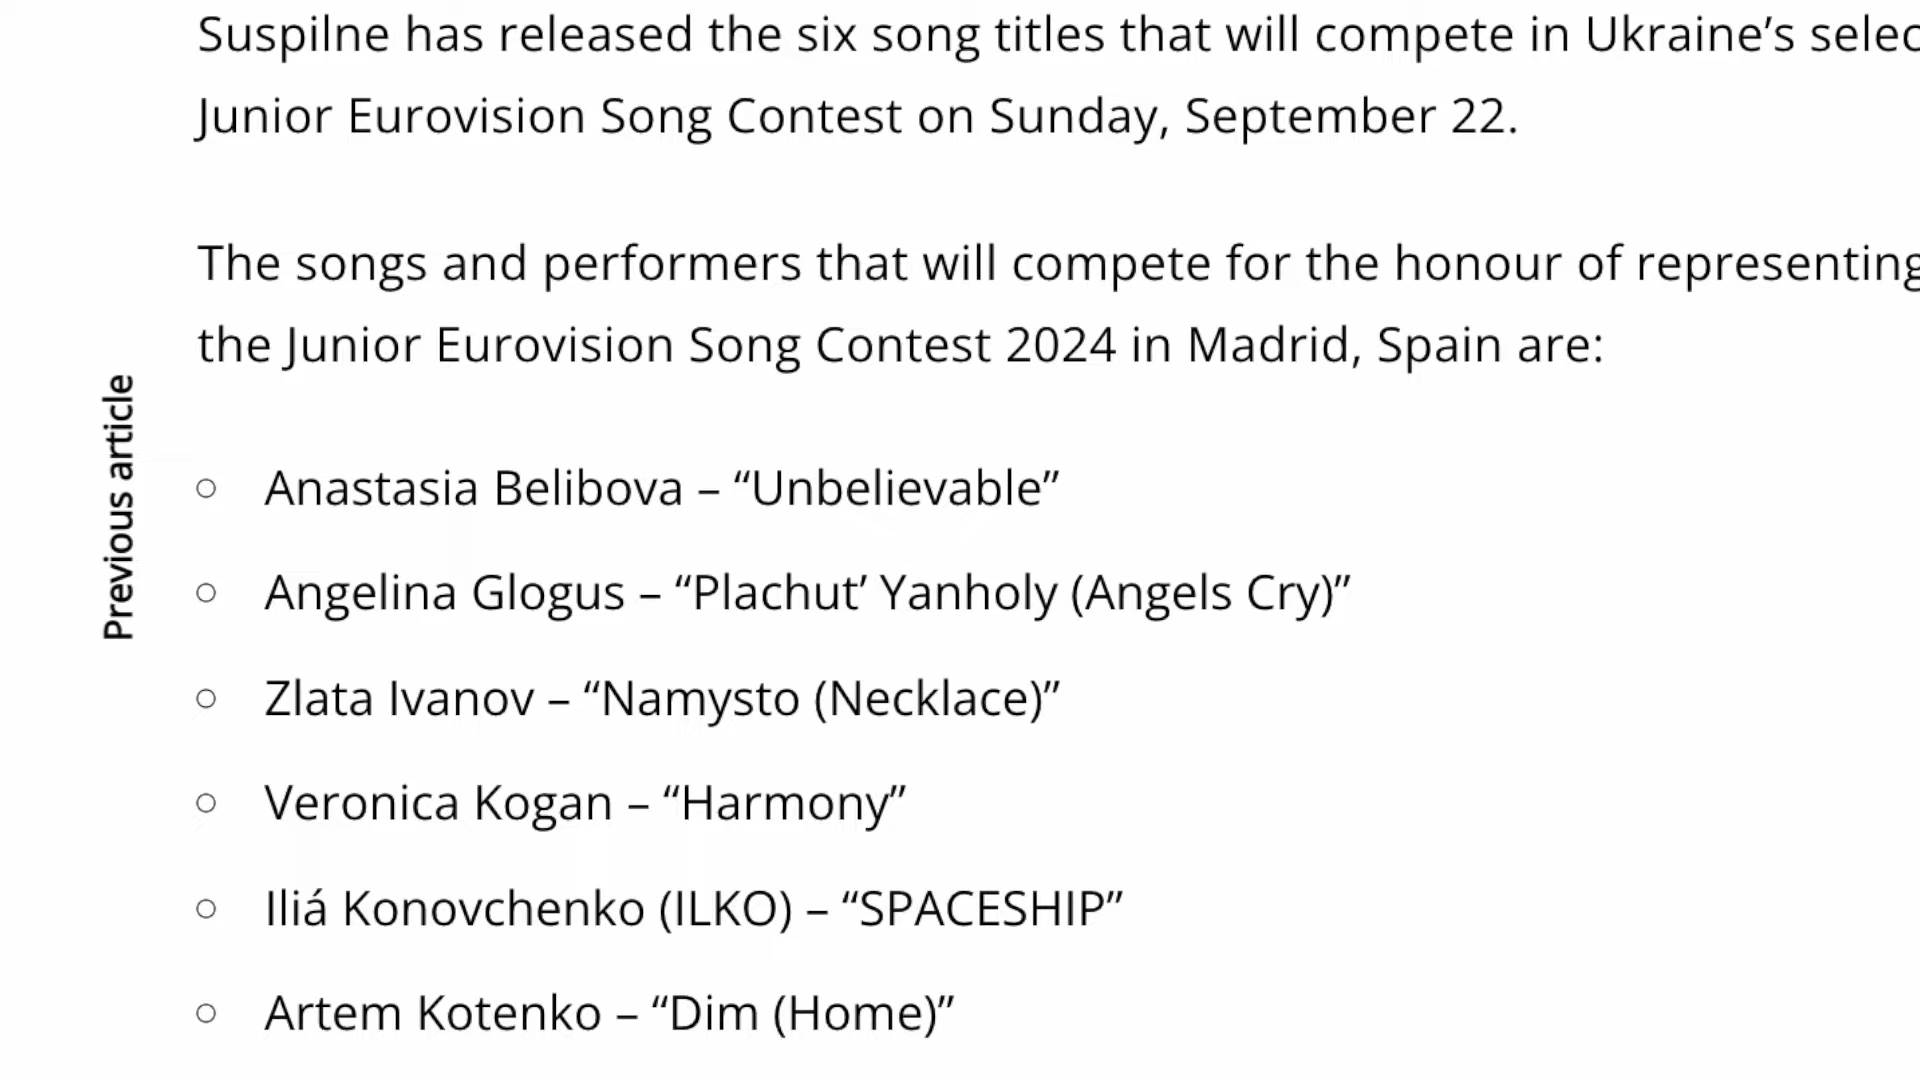 Suspilne has released the six song titles that will compete in Ukraine’s selec
Junior Eurovision Song Contest on Sunday, September 22.
The songs and performers that will compete for the honour of representing
the Junior Eurovision Song Contest 2024 in Madrid, Spain are:
Previous article
Anastasia Belibova – “Unbelievable”
Angelina Glogus – “Plachut’ Yanholy (Angels Cry)”
Zlata Ivanov – “Namysto (Necklace)”
Veronica Kogan – “Harmony”
Iliá Konovchenko (ILKO) – “SPACESHIP”
Artem Kotenko – “Dim (Home)”